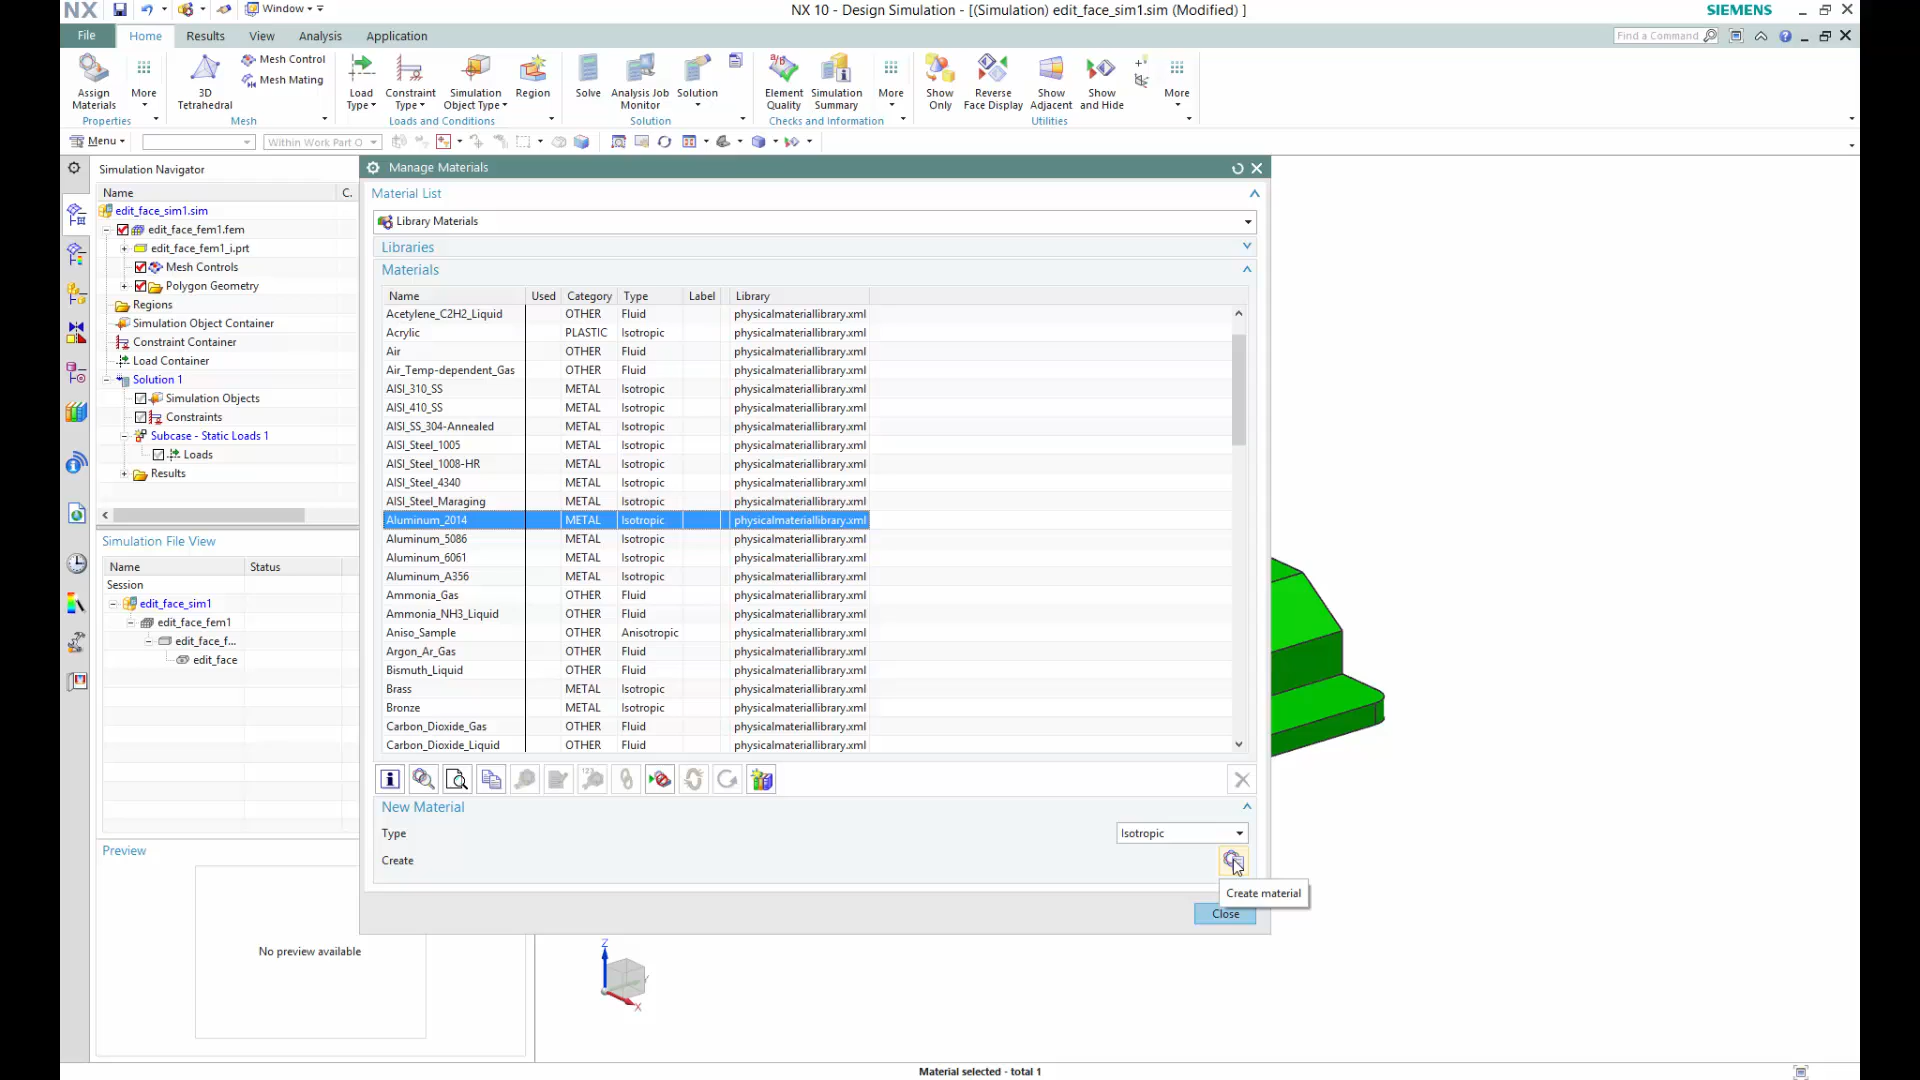 NX Window NX 10 - Design Simulation - [(Simulation) edit_face_sim1.sim (Modified) ] SIEMENS
File Home Results View Analysis Application Find a Command
Assign Materials More 3D Tetrahedral Mesh Control Mesh Mating Load Type Constraint Type Simulation Object Type Region Solve Analysis Job Monitor Solution Element Quality Simulation Summary More Show Only Reverse Face Display Show Adjacent Show and Hide More
Properties Mesh Loads and Conditions Solution Checks and Information Utilities
Menu Within Work Part O
Simulation Navigator
Name C.
edit_face_sim1.sim
edit_face_fem1.fem
edit_face_fem1_i.prt
Mesh Controls
Polygon Geometry
Regions
Simulation Object Container
Constraint Container
Load Container
Solution 1
Simulation Objects
Constraints
Subcase - Static Loads 1
Loads
Results
Simulation File View
Name Status
Session
edit_face_sim1
edit_face_fem1
edit_face_f...
edit_face
Preview
No preview available
Manage Materials
Material List
Library Materials
Libraries
Materials
Name Used Category Type Label Library
Acetylene_C2H2_Liquid OTHER Fluid physicalmateriallibrary.xml
Acrylic PLASTIC Isotropic physicalmateriallibrary.xml
Air OTHER Fluid physicalmateriallibrary.xml
Air_Temp-dependent_Gas OTHER Fluid physicalmateriallibrary.xml
AISI_310_SS METAL Isotropic physicalmateriallibrary.xml
AISI_410_SS METAL Isotropic physicalmateriallibrary.xml
AISI_SS_304-Annealed METAL Isotropic physicalmateriallibrary.xml
AISI_Steel_1005 METAL Isotropic physicalmateriallibrary.xml
AISI_Steel_1008-HR METAL Isotropic physicalmateriallibrary.xml
AISI_Steel_4340 METAL Isotropic physicalmateriallibrary.xml
AISI_Steel_Maraging METAL Isotropic physicalmateriallibrary.xml
Aluminum_2014 METAL Isotropic physicalmateriallibrary.xml
Aluminum_5086 METAL Isotropic physicalmateriallibrary.xml
Aluminum_6061 METAL Isotropic physicalmateriallibrary.xml
Aluminum_A356 METAL Isotropic physicalmateriallibrary.xml
Ammonia_Gas OTHER Fluid physicalmateriallibrary.xml
Ammonia_NH3_Liquid OTHER Fluid physicalmateriallibrary.xml
Aniso_Sample OTHER Anisotropic physicalmateriallibrary.xml
Argon_Ar_Gas OTHER Fluid physicalmateriallibrary.xml
Bismuth_Liquid OTHER Fluid physicalmateriallibrary.xml
Brass METAL Isotropic physicalmateriallibrary.xml
Bronze METAL Isotropic physicalmateriallibrary.xml
Carbon_Dioxide_Gas OTHER Fluid physicalmateriallibrary.xml
Carbon_Dioxide_Liquid OTHER Fluid physicalmateriallibrary.xml
New Material
Type Isotropic
Create
Create material
Close
Z
X
Material selected - total 1